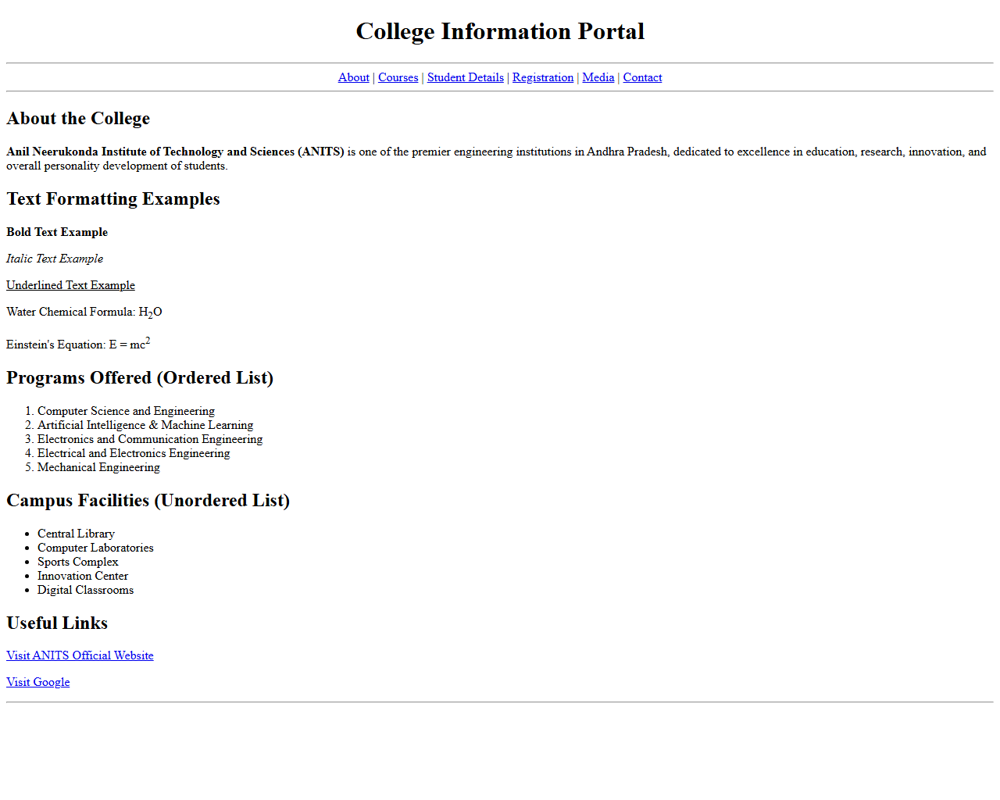 College Information Portal
About | Courses | Student Details | Registration | Media | Contact
About the College
Anil Neerukonda Institute of Technology and Sciences (ANITS) is one of the premier engineering institutions in Andhra Pradesh, dedicated to excellence in education, research, innovation, and
overall personality development of students.
Text Formatting Examples
Bold Text Example
Italic Text Example
Underlined Text Example
Water Chemical Formula: H₂O
Einstein's Equation: E = mc²
Programs Offered (Ordered List)
1. Computer Science and Engineering
2. Artificial Intelligence & Machine Learning
3. Electronics and Communication Engineering
4. Electrical and Electronics Engineering
5. Mechanical Engineering
Campus Facilities (Unordered List)
• Central Library
• Computer Laboratories
• Sports Complex
• Innovation Center
• Digital Classrooms
Useful Links
Visit ANITS Official Website
Visit Google